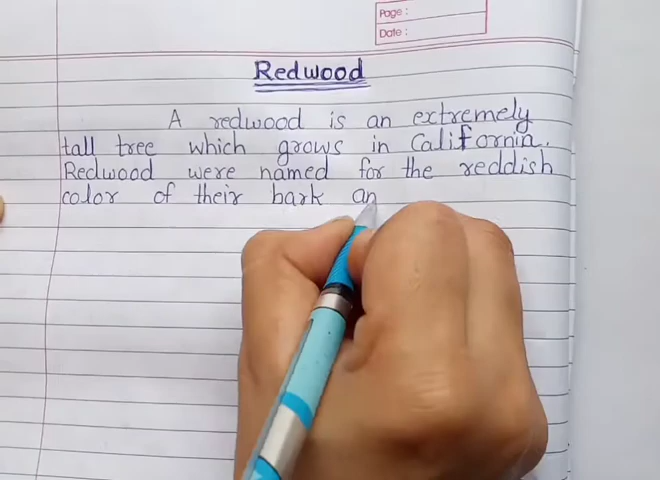 Page :
Date :
Redwood
A redwood is an extremely
tall tree which grows in California.
Redwood were named for the reddish
color of their bark an